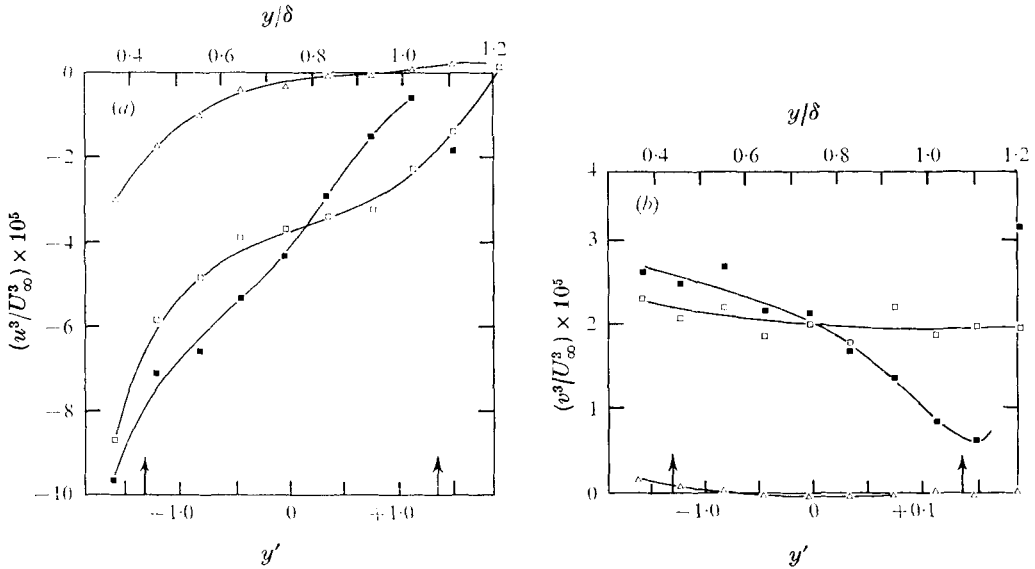 y/δ
0·4 0·6 0·8 1·0 1·2
0
−2
−4
−6
−8
−10
(a)
(u³/U³∞) × 10⁵
−1·0 0 +1·0
y′
y/δ
0·4 0·6 0·8 1·0 1·2
4
3
2
1
0
(b)
(v³/U³∞) × 10⁵
−1·0 0 +0·1
y′